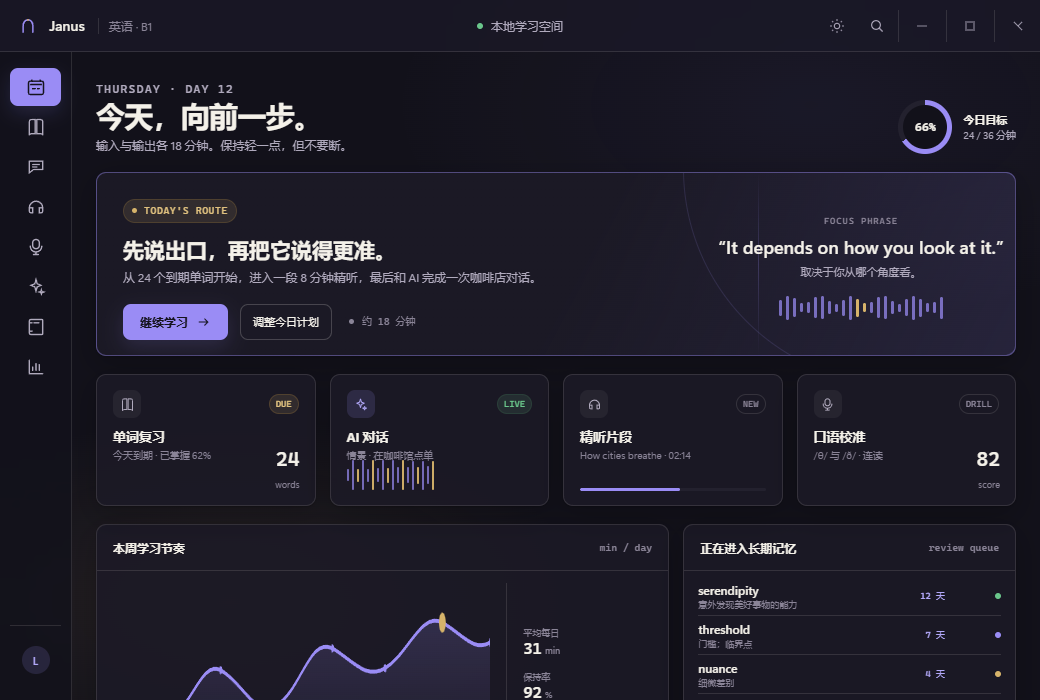 Janus
英语 · B1
本地学习空间
THURSDAY · DAY 12
今天，向前一步。
输入与输出各 18 分钟。保持轻一点，但不要断。
66%
今日目标
24 / 36 分钟
TODAY'S ROUTE
先说出口，再把它说得更准。
从 24 个到期单词开始，进入一段 8 分钟精听，最后和 AI 完成一次咖啡店对话。
继续学习 →
调整今日计划
约 18 分钟
FOCUS PHRASE
“It depends on how you look at it.”
取决于你从哪个角度看。
DUE
单词复习
今天到期 · 已掌握 62%
24
words
LIVE
AI 对话
情景 · 在咖啡馆点单
NEW
精听片段
How cities breathe · 02:14
DRILL
口语校准
/θ/ 与 /ð/ · 连读
82
score
本周学习节奏
min / day
平均每日
31 min
保持率
92 %
正在进入长期记忆
review queue
serendipity
意外发现美好事物的能力
12 天
threshold
门槛；临界点
7 天
nuance
细微差别
4 天
L